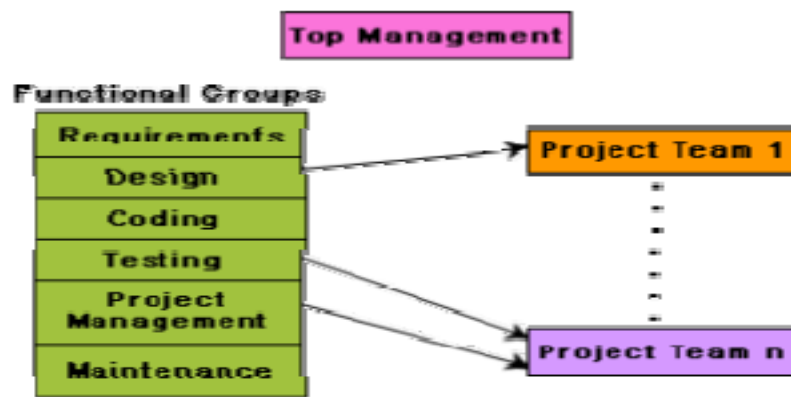 Top Management
Functional Groups
Requirements
Design
Coding
Testing
Project
Management
Maintenance
Project Team 1
Project Team n